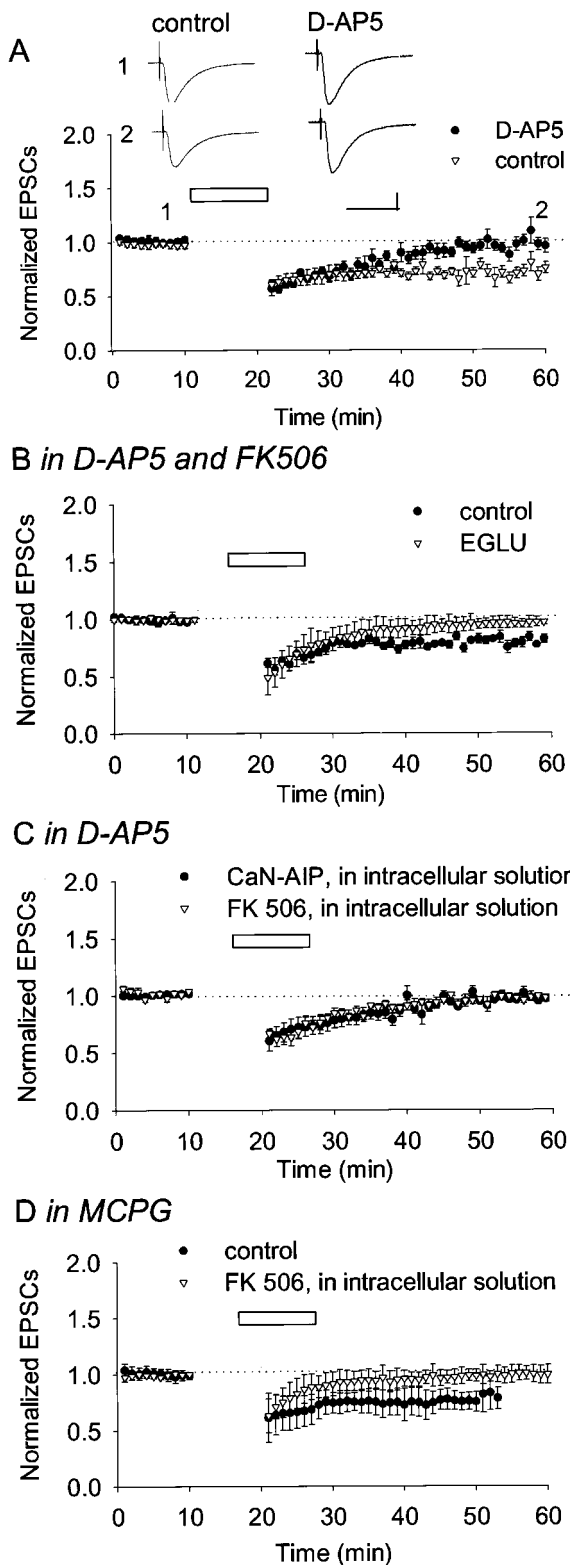 A
control D-AP5
1
2
D-AP5
control
1
2
Normalized EPSCs
2.0
1.5
1.0
0.5
0.0
0 10 20 30 40 50 60
Time (min)
B in D-AP5 and FK506
control
EGLU
Normalized EPSCs
2.0
1.5
1.0
0.5
0.0
0 10 20 30 40 50 60
Time (min)
C in D-AP5
CaN-AIP, in intracellular solution
FK 506, in intracellular solution
Normalized EPSCs
2.0
1.5
1.0
0.5
0.0
0 10 20 30 40 50 60
Time (min)
D in MCPG
control
FK 506, in intracellular solution
Normalized EPSCs
2.0
1.5
1.0
0.5
0.0
0 10 20 30 40 50 60
Time (min)